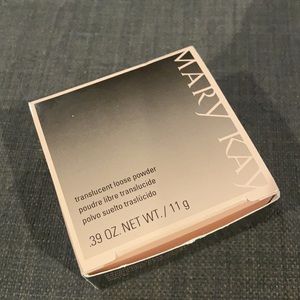 MARY KAY
translucent loose powder
poudre libre translucide
polvo suelto traslúcido
.39 OZ. NET WT. / 11 g